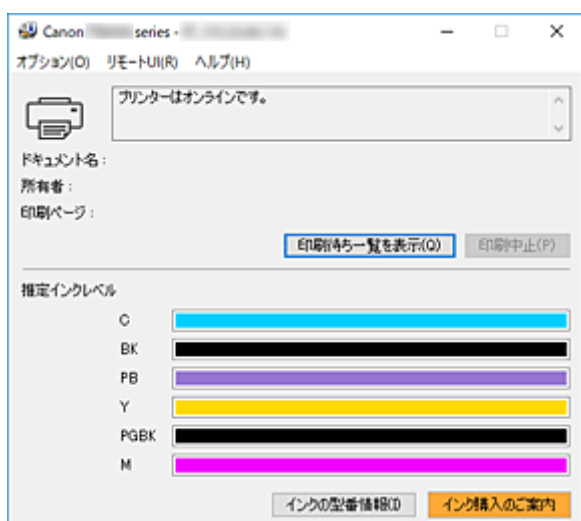 Canon series -
オプション(O) リモートUI(R) ヘルプ(H)
プリンターはオンラインです。
ドキュメント名 :
所有者 :
印刷ページ :
印刷待ち一覧を表示(Q) 印刷中止(P)
推定インクレベル
C
BK
PB
Y
PGBK
M
インクの型番情報(I) インク購入のご案内